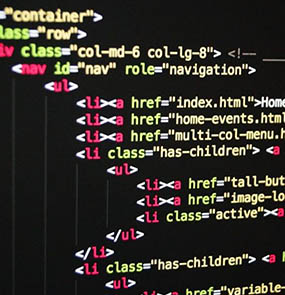 ="container">
lass="row">
iv class="col-md-6 col-lg-8"> <!--
<nav id="nav" role="navigation">
<ul>
<li><a href="index.html">Home
<li><a href="home-events.html
<li><a href="multi-col-menu.h
<li class="has-children"> <a
<ul>
<li><a href="tall-but
<li><a href="image-lo
<li class="active"><a
</ul>
</li>
<li class="has-children"> <a h
<ul>
<li><a href="variable-